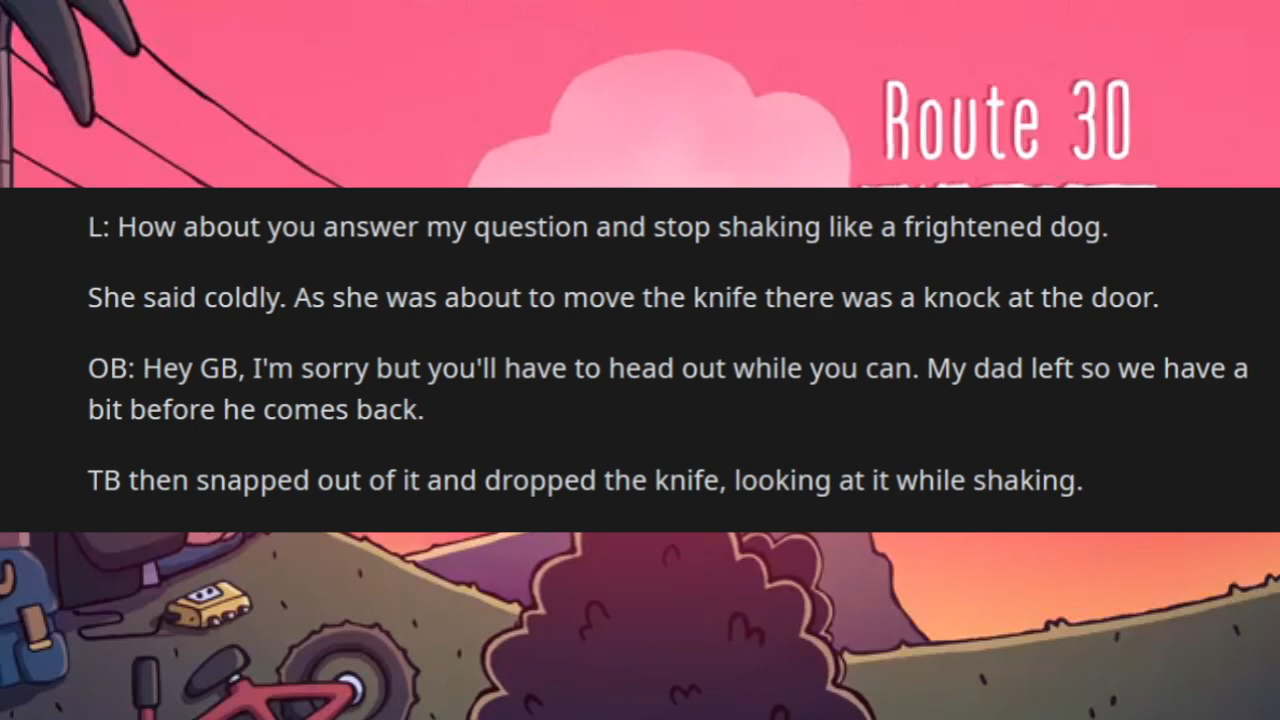 Route 30
L: How about you answer my question and stop shaking like a frightened dog.
She said coldly. As she was about to move the knife there was a knock at the door.
OB: Hey GB, I'm sorry but you'll have to head out while you can. My dad left so we have a
bit before he comes back.
TB then snapped out of it and dropped the knife, looking at it while shaking.